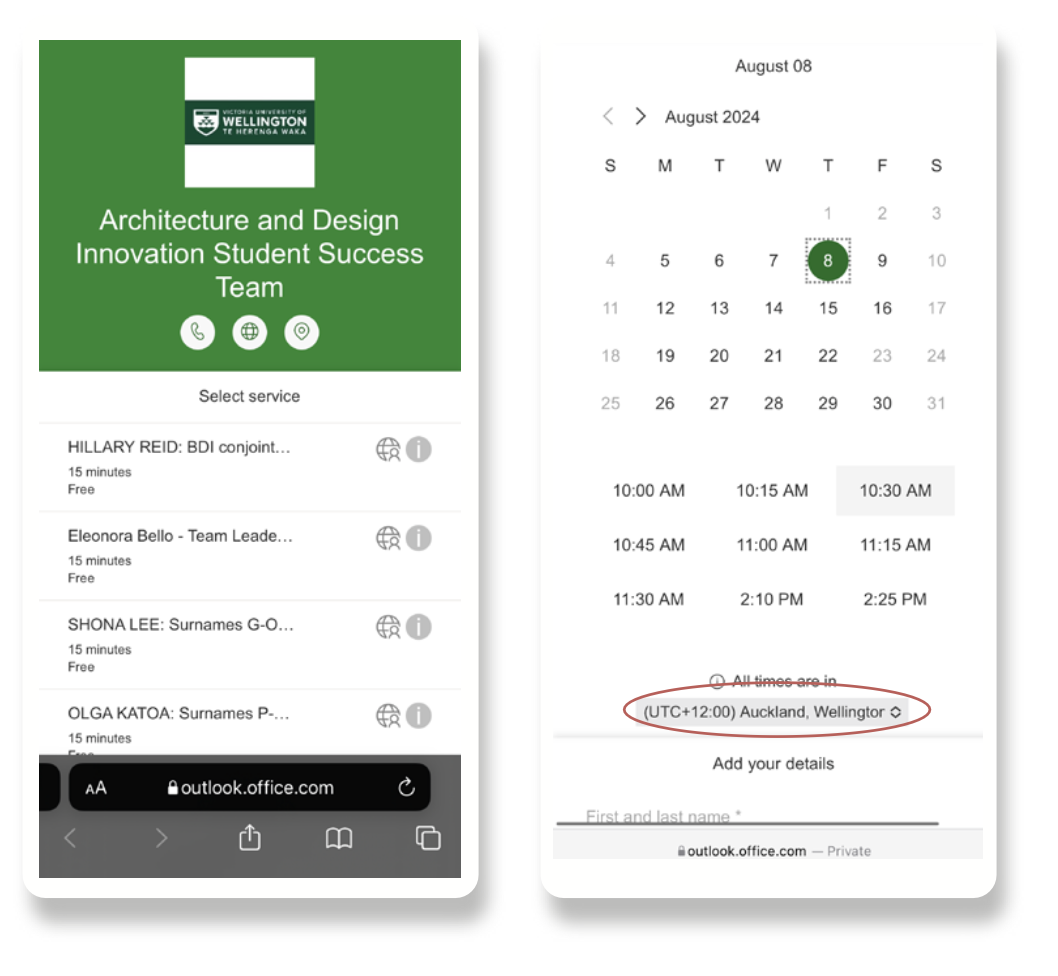 VICTORIA UNIVERSITY OF
WELLINGTON
TE HERENGA WAKA
Architecture and Design
Innovation Student Success
Team
Select service
HILLARY REID: BDI conjoint…
15 minutes
Free
Eleonora Bello - Team Leade…
15 minutes
Free
SHONA LEE: Surnames G-O…
15 minutes
Free
OLGA KATOA: Surnames P-…
15 minutes
Free
AA outlook.office.com
August 08
August 2024
S M T W T F S
1 2 3
4 5 6 7 8 9 10
11 12 13 14 15 16 17
18 19 20 21 22 23 24
25 26 27 28 29 30 31
10:00 AM 10:15 AM 10:30 AM
10:45 AM 11:00 AM 11:15 AM
11:30 AM 2:10 PM 2:25 PM
All times are in
(UTC+12:00) Auckland, Wellingtor
Add your details
First and last name *
outlook.office.com — Private